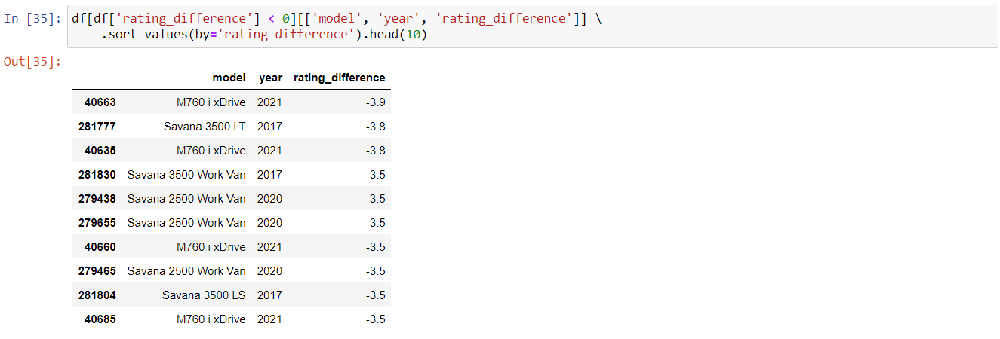 In [35]: df[df['rating_difference'] < 0][['model', 'year', 'rating_difference']] \
.sort_values(by='rating_difference').head(10)
Out[35]:
model year rating_difference
40663 M760 i xDrive 2021 -3.9
281777 Savana 3500 LT 2017 -3.8
40635 M760 i xDrive 2021 -3.8
281830 Savana 3500 Work Van 2017 -3.5
279438 Savana 2500 Work Van 2020 -3.5
279655 Savana 2500 Work Van 2020 -3.5
40660 M760 i xDrive 2021 -3.5
279465 Savana 2500 Work Van 2020 -3.5
281804 Savana 3500 LS 2017 -3.5
40685 M760 i xDrive 2021 -3.5